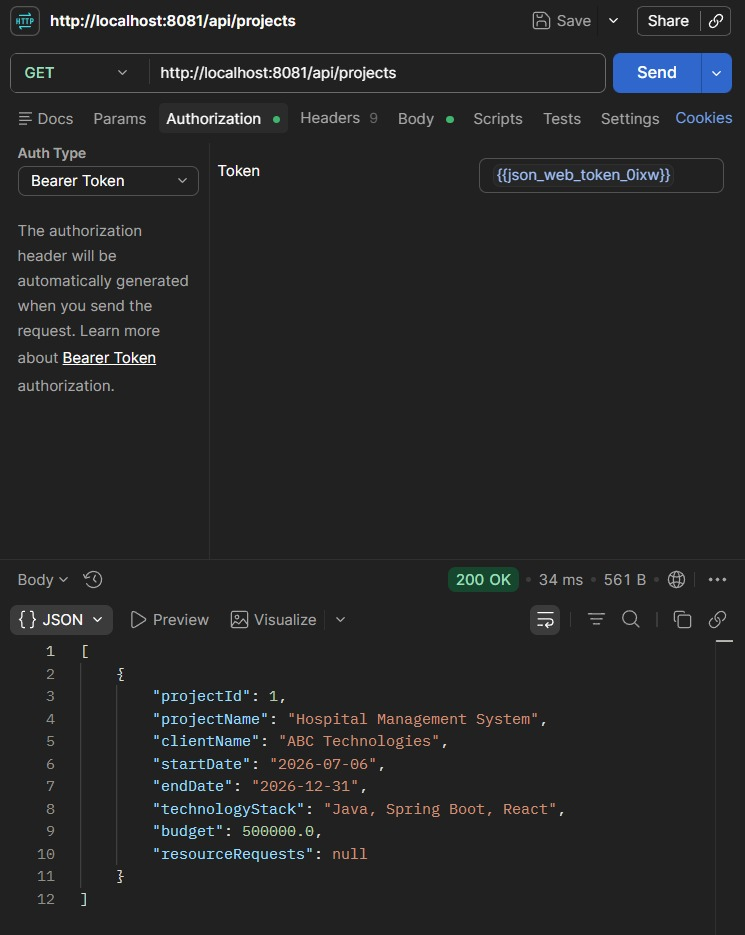 HTTP http://localhost:8081/api/projects Save Share
GET http://localhost:8081/api/projects Send
Docs Params Authorization Headers 9 Body Scripts Tests Settings Cookies
Auth Type
Bearer Token
Token {{json_web_token_0ixw}}
The authorization
header will be
automatically generated
when you send the
request. Learn more
about Bearer Token
authorization.
Body 200 OK • 34 ms • 561 B •
{} JSON Preview Visualize
1 [
2 {
3 "projectId": 1,
4 "projectName": "Hospital Management System",
5 "clientName": "ABC Technologies",
6 "startDate": "2026-07-06",
7 "endDate": "2026-12-31",
8 "technologyStack": "Java, Spring Boot, React",
9 "budget": 500000.0,
10 "resourceRequests": null
11 }
12 ]